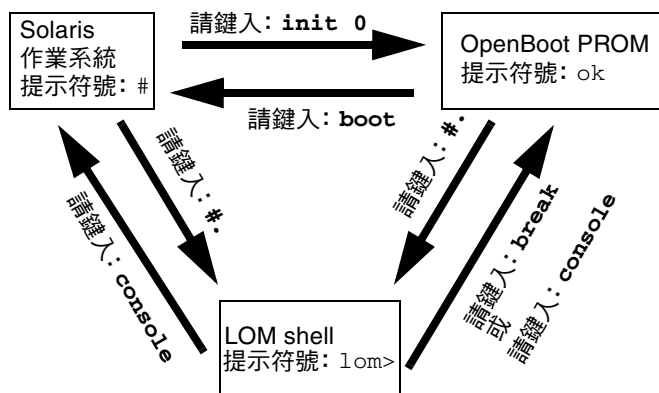 Solaris
作業系統
提示符號: #
請鍵入: init 0
OpenBoot PROM
提示符號: ok
請鍵入: boot
請鍵入: #.
請鍵入: #.
請鍵入: console
請鍵入: break
或
請鍵入: console
LOM shell
提示符號: lom>